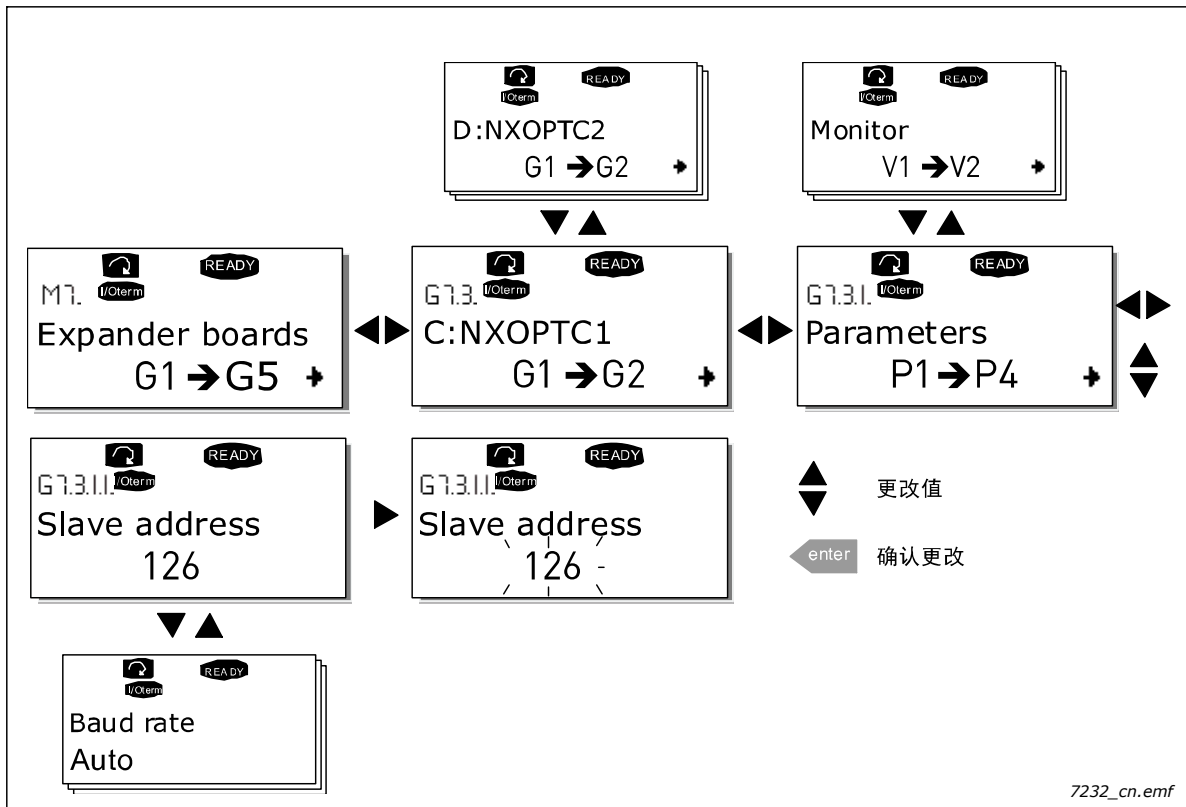 READY
I/Oterm
D:NXOPTC2
G1 ➔G2
READY
I/Oterm
Monitor
V1 ➔V2
READY
M7. I/Oterm
Expander boards
G1 ➔G5
READY
G7.3. I/Oterm
C:NXOPTC1
G1 ➔G2
READY
G7.3.1. I/Oterm
Parameters
P1 ➔P4
READY
G7.3.1.1. I/Oterm
Slave address
126
READY
G7.3.1.1. I/Oterm
Slave address
126
更改值
enter 确认更改
READY
I/Oterm
Baud rate
Auto
7232_cn.emf